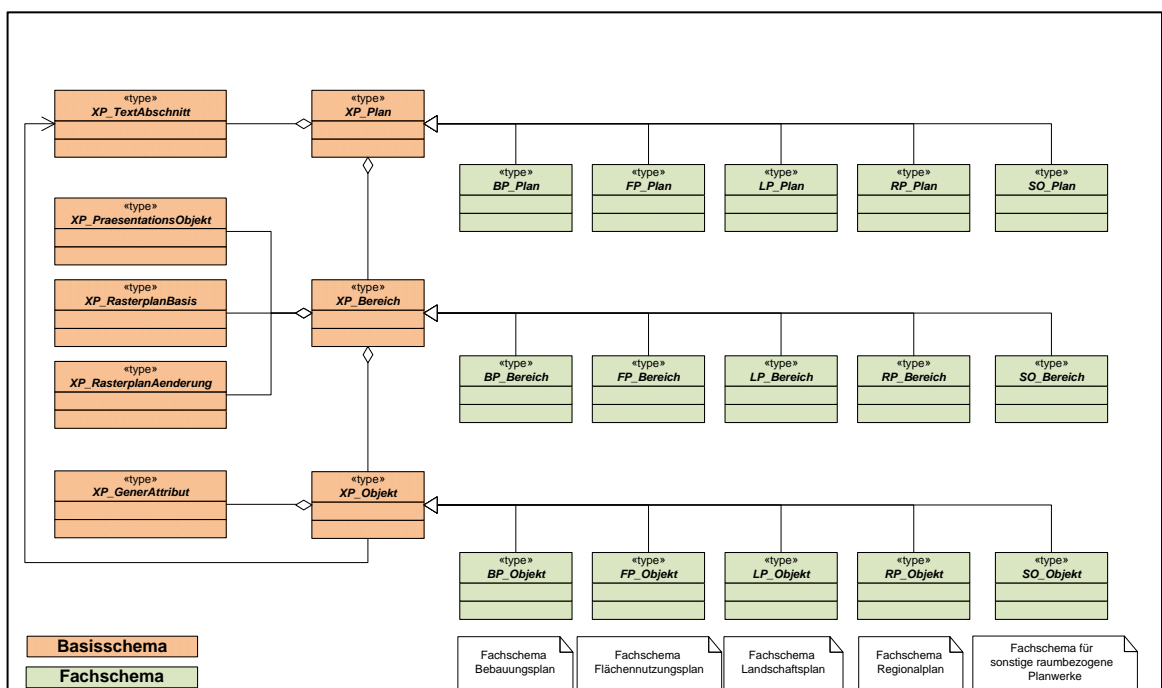 «type»
XP_TextAbschnitt
«type»
XP_Plan
«type»
BP_Plan
«type»
FP_Plan
«type»
LP_Plan
«type»
RP_Plan
«type»
SO_Plan
«type»
XP_PraesentationsObjekt
«type»
XP_RasterplanBasis
«type»
XP_Bereich
«type»
XP_RasterplanAenderung
«type»
BP_Bereich
«type»
FP_Bereich
«type»
LP_Bereich
«type»
RP_Bereich
«type»
SO_Bereich
«type»
XP_GenerAttribut
«type»
XP_Objekt
«type»
BP_Objekt
«type»
FP_Objekt
«type»
LP_Objekt
«type»
RP_Objekt
«type»
SO_Objekt
Basisschema
Fachschema
Fachschema
Bebauungsplan
Fachschema
Flächennutzungsplan
Fachschema
Landschaftsplan
Fachschema
Regionalplan
Fachschema für
sonstige raumbezogene
Planwerke